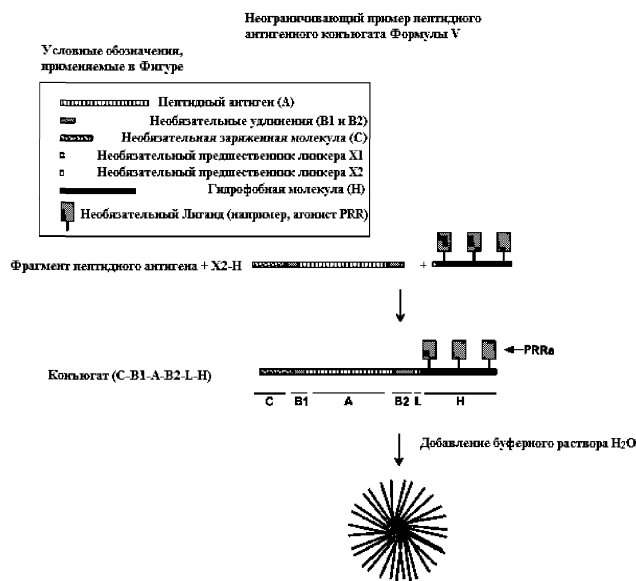 Неограничивающий пример пептидного
антигенного конъюгата Формулы V
Условные обозначения,
применяемые в Фигуре
Пептидный антиген (A)
Необязательные удлинения (B1 и B2)
Необязательная заряженная молекула (C)
Необязательный предшественник линкера X1
Необязательный предшественник линкера X2
Гидрофобная молекула (H)
Необязательный Лиганд (например, агонист PRR)
Фрагмент пептидного антигена + X2-H
+
Конъюгат (C-B1-A-B2-L-H)
PRRa
C B1 A B2 L H
Добавление буферного раствора H2O